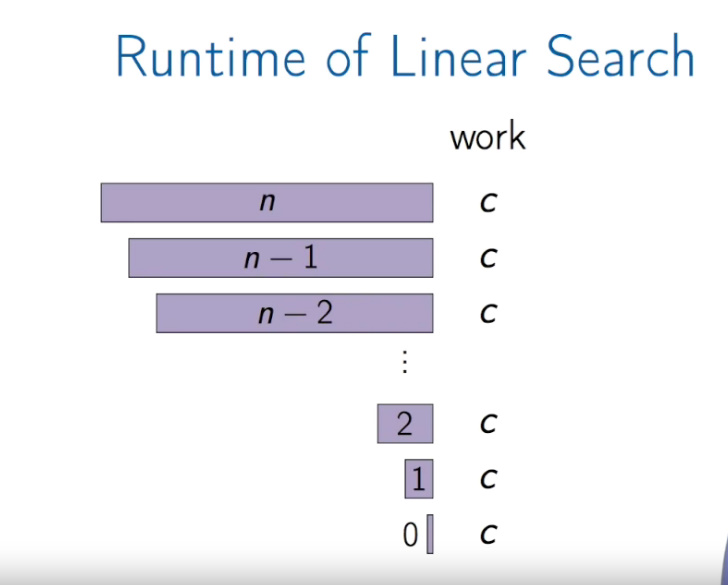 Runtime of Linear Search
work
n c
n − 1 c
n − 2 c
⋮
2 c
1 c
0 c